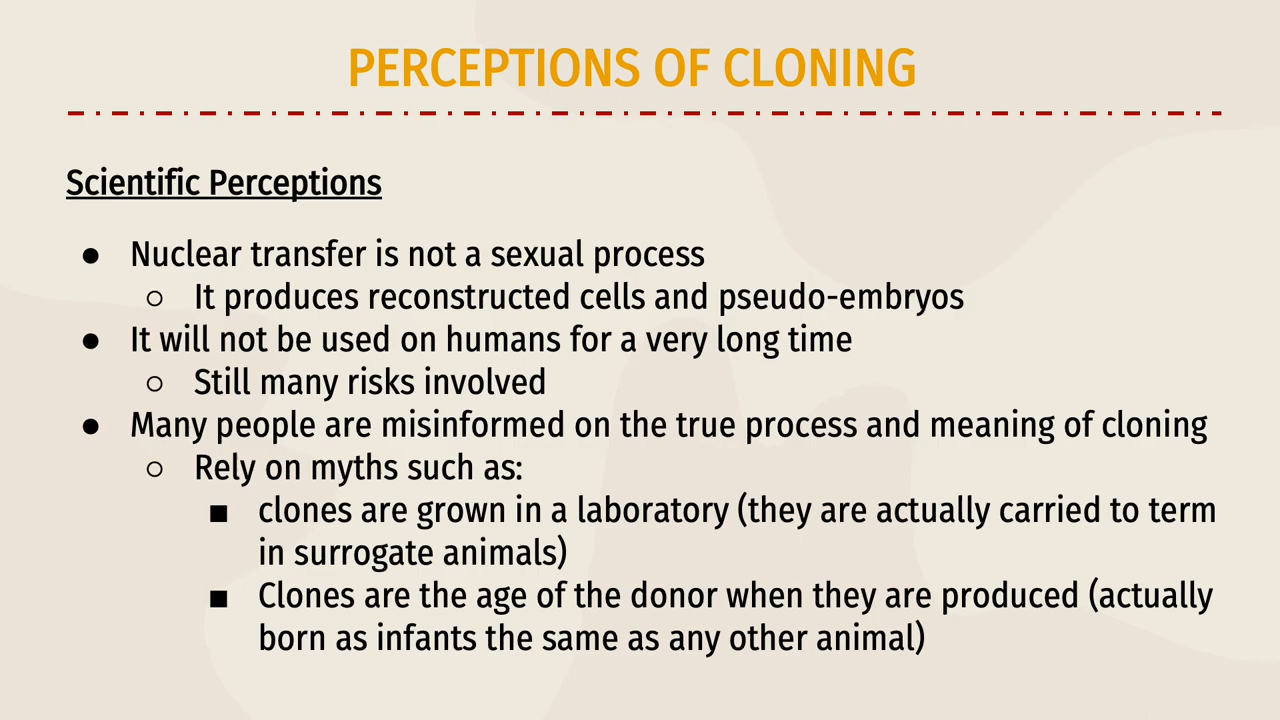 PERCEPTIONS OF CLONING
Scientific Perceptions
● Nuclear transfer is not a sexual process
○ It produces reconstructed cells and pseudo-embryos
● It will not be used on humans for a very long time
○ Still many risks involved
● Many people are misinformed on the true process and meaning of cloning
○ Rely on myths such as:
■ clones are grown in a laboratory (they are actually carried to term
in surrogate animals)
■ Clones are the age of the donor when they are produced (actually
born as infants the same as any other animal)